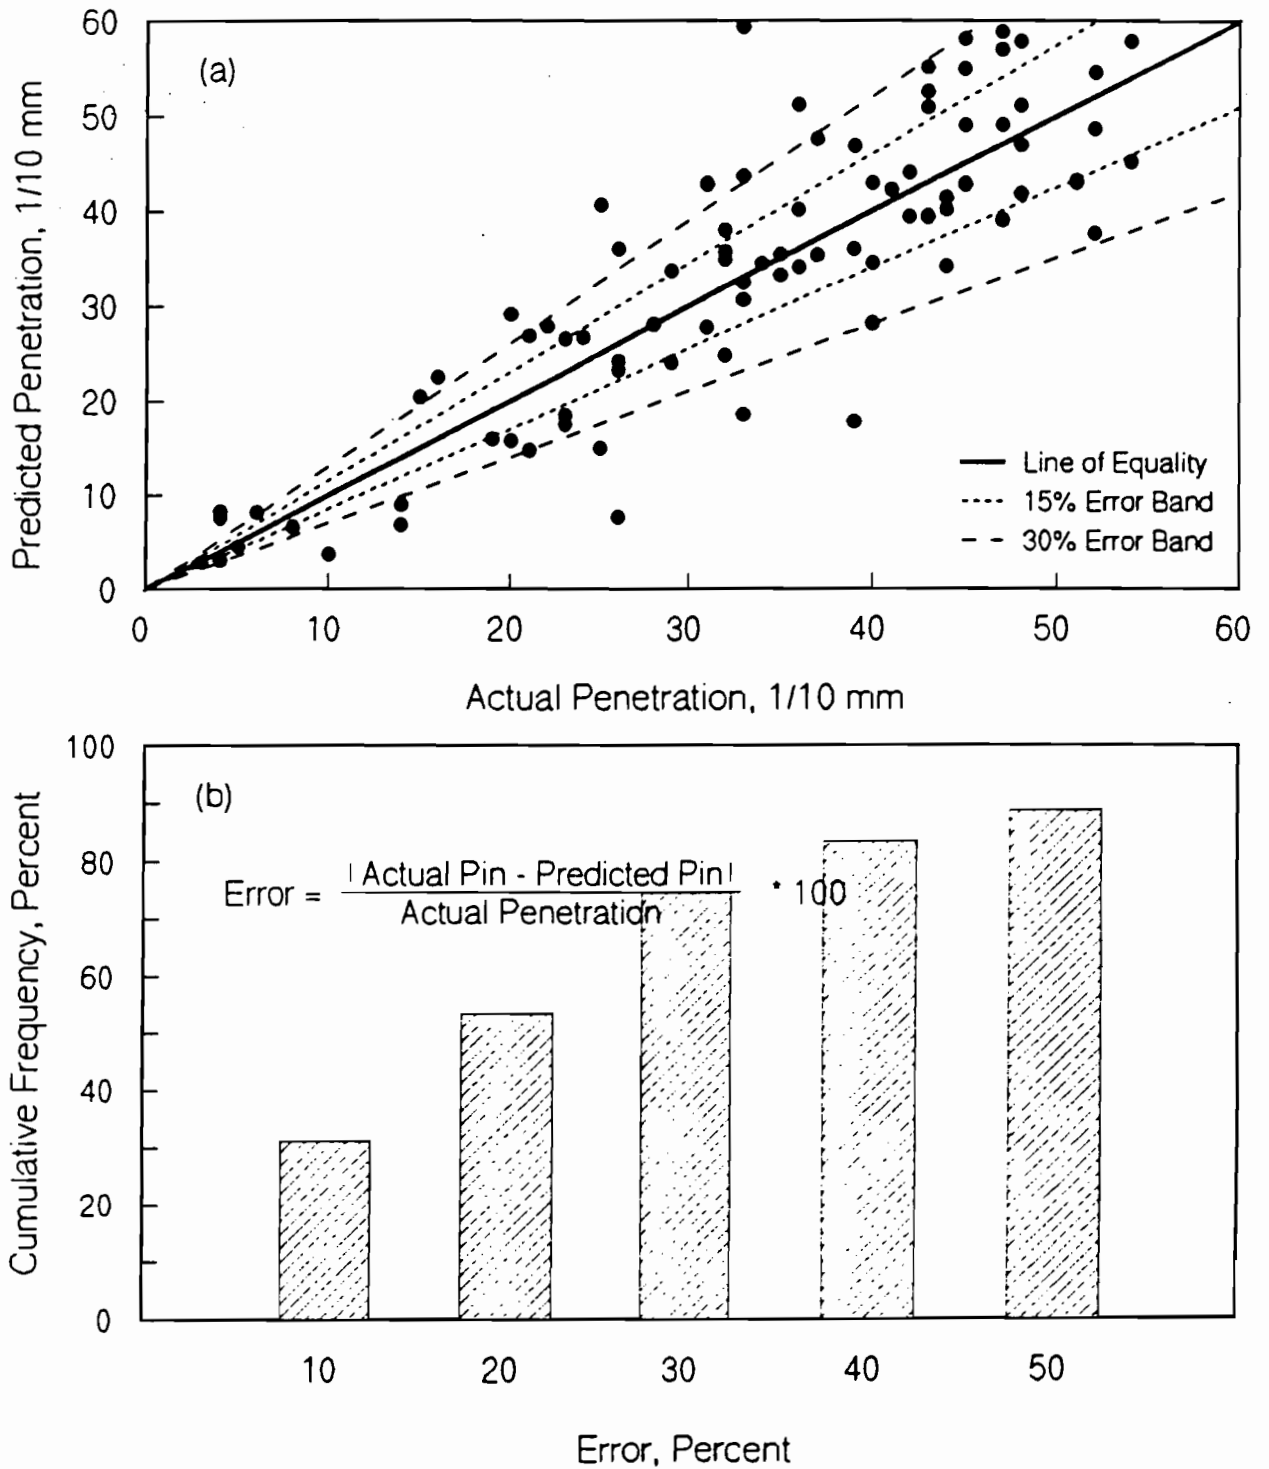 60
(a)
50
40
30
20
10
0
Predicted Penetration, 1/10 mm
Line of Equality
15% Error Band
30% Error Band
0 10 20 30 40 50 60
Actual Penetration, 1/10 mm
100
(b)
80
60
40
20
0
Cumulative Frequency, Percent
| Actual Pin - Predicted Pin |
Error = * 100
Actual Penetration
10 20 30 40 50
Error, Percent